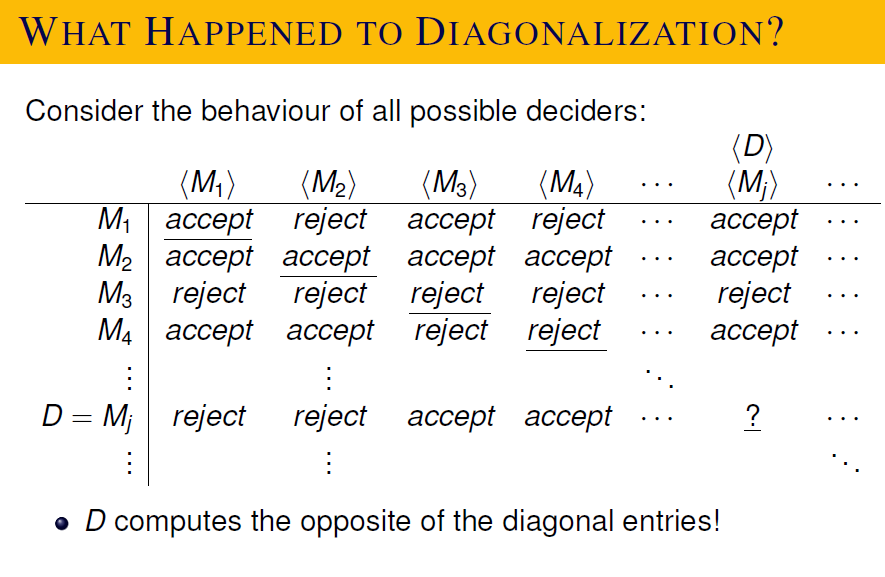 WHAT HAPPENED TO DIAGONALIZATION?
Consider the behaviour of all possible deciders:
⟨D⟩
⟨M₁⟩ ⟨M₂⟩ ⟨M₃⟩ ⟨M₄⟩ ⋯ ⟨Mⱼ⟩ ⋯
M₁ accept reject accept reject ⋯ accept ⋯
M₂ accept accept accept accept ⋯ accept ⋯
M₃ reject reject reject reject ⋯ reject ⋯
M₄ accept accept reject reject ⋯ accept ⋯
⋮ ⋮ ⋱
D = Mⱼ reject reject accept accept ⋯ ? ⋯
⋮ ⋮ ⋱
• D computes the opposite of the diagonal entries!